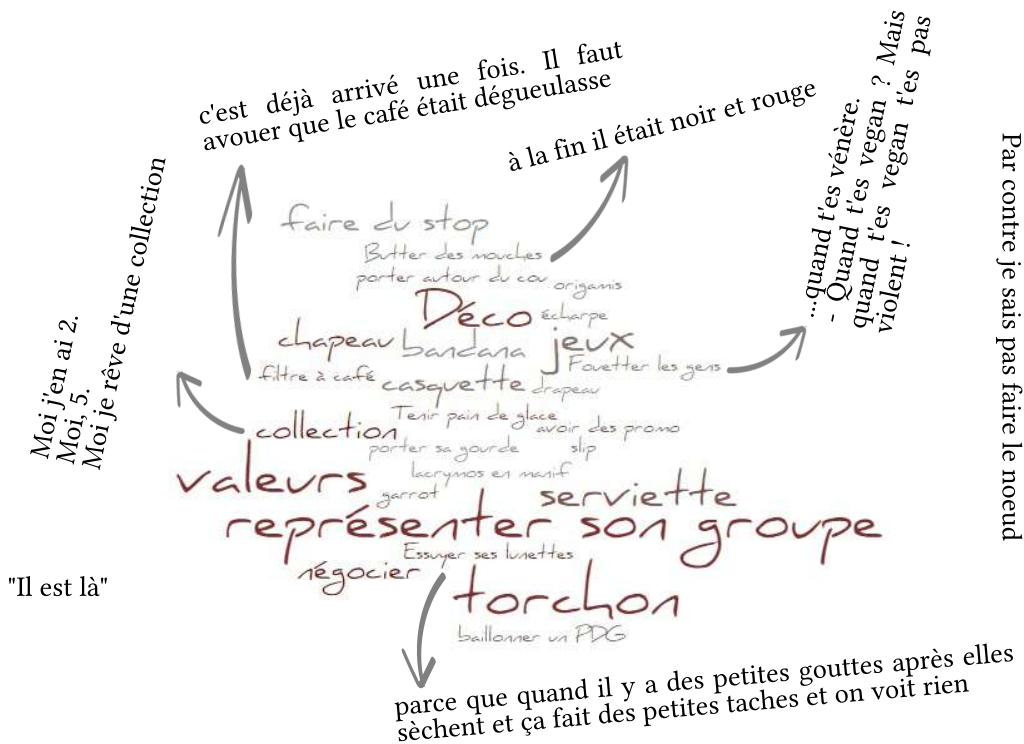 c'est déjà arrivé une fois. Il faut
avouer que le café était dégueulasse
à la fin il était noir et rouge
...quand t'es vénère.
- Quand t'es vegan ? Mais
quand t'es vegan t'es pas
violent !
Par contre je sais pas faire le noeud
Moi j'en ai 2.
Moi, 5.
Moi je rêve d'une collection
faire du stop
Butter des mouches
porter autour du cou
origamis
Déco
écharpe
chapeau
bandana
jeux
Fouetter les gens
filtre à café
casquette
drapeau
Tenir pain de glace
collection
avoir des promo
porter sa gourde
slip
lacrymos en manif
valeurs
garrot
serviette
représenter son groupe
Essuyer ses lunettes
négocier
torchon
baillonner un PDG
"Il est là"
parce que quand il y a des petites gouttes après elles
sèchent et ça fait des petites taches et on voit rien